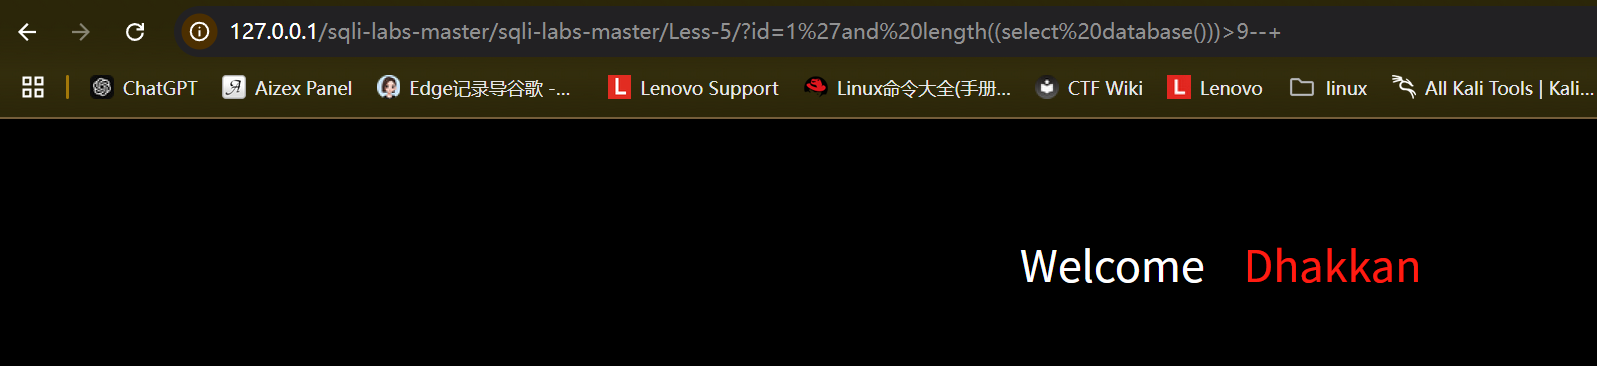 127.0.0.1/sqli-labs-master/sqli-labs-master/Less-5/?id=1%27and%20length((select%20database()))>9--+
ChatGPT Aizex Panel Edge记录导谷歌 -... Lenovo Support Linux命令大全(手册... CTF Wiki Lenovo linux All Kali Tools | Kali...
Welcome Dhakkan